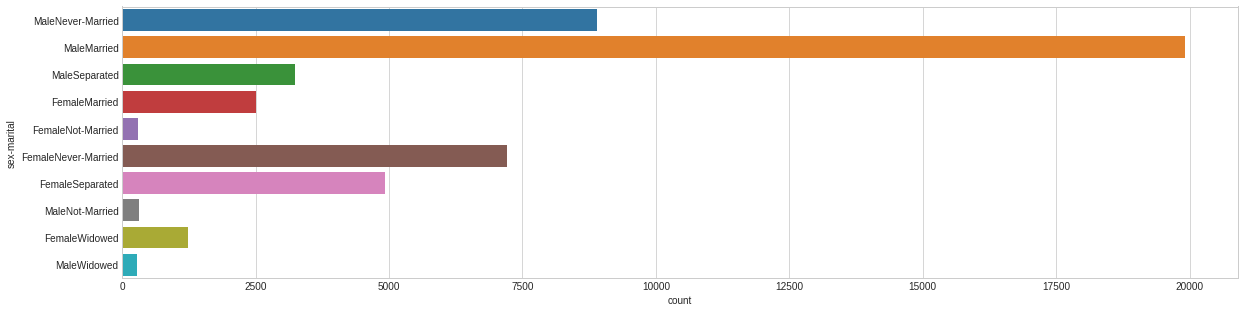 MaleNever-Married
MaleMarried
MaleSeparated
FemaleMarried
FemaleNot-Married
FemaleNever-Married
FemaleSeparated
MaleNot-Married
FemaleWidowed
MaleWidowed
sex-marital
0 2500 5000 7500 10000 12500 15000 17500 20000
count